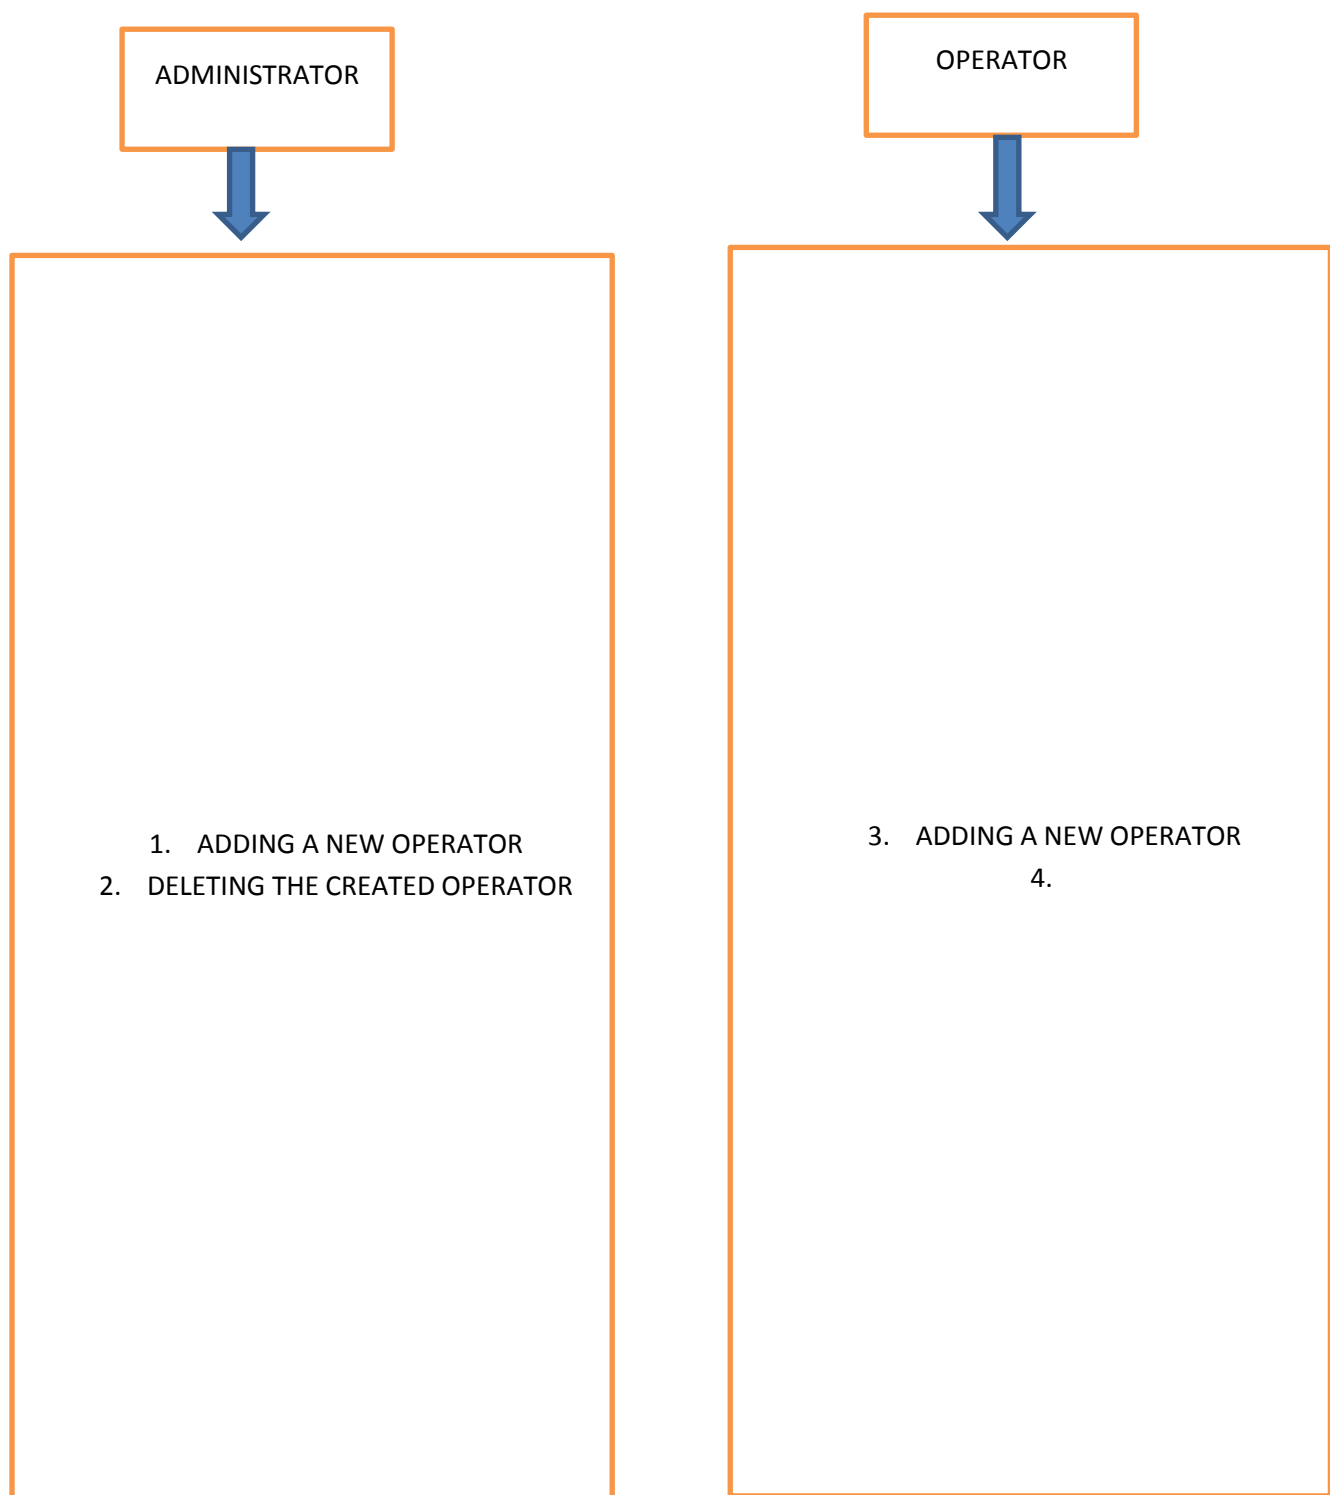 ADMINISTRATOR
OPERATOR
1. ADDING A NEW OPERATOR
2. DELETING THE CREATED OPERATOR
3. ADDING A NEW OPERATOR
4.